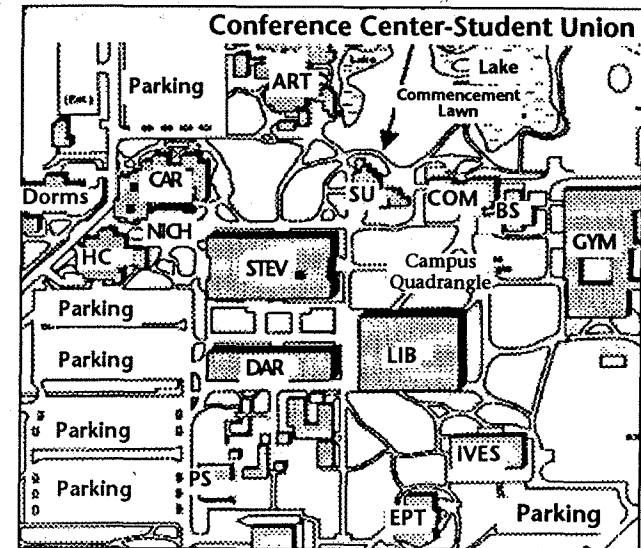 Conference Center-Student Union
Parking
ART
Lake
Lake
Commencement
Lawn
CAR
Dorms
SU
COM
BS
NICH
HC
GYM
STEV
Campus
Quadrangle
Parking
LIB
Parking
DAR
Parking
IVES
Parking
PS
EPT
Parking